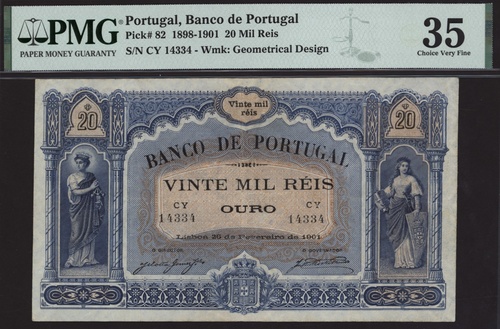 PMG
PAPER MONEY GUARANTY
Portugal, Banco de Portugal
Pick# 82 1898-1901 20 Mil Reis
S/N CY 14334 - Wmk: Geometrical Design
35
Choice Very Fine
Vinte mil
réis
20
20
BANCO DE PORTUGAL
VINTE MIL RÉIS
CY
14334
OURO
CY
14334
Lisboa 26 de Fevereiro de 1901